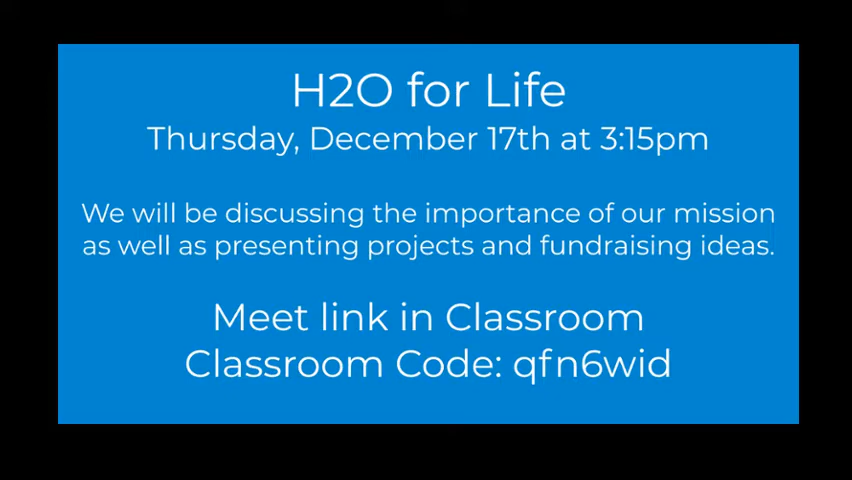 H2O for Life
Thursday, December 17th at 3:15pm
We will be discussing the importance of our mission
as well as presenting projects and fundraising ideas.
Meet link in Classroom
Classroom Code: qfn6wid